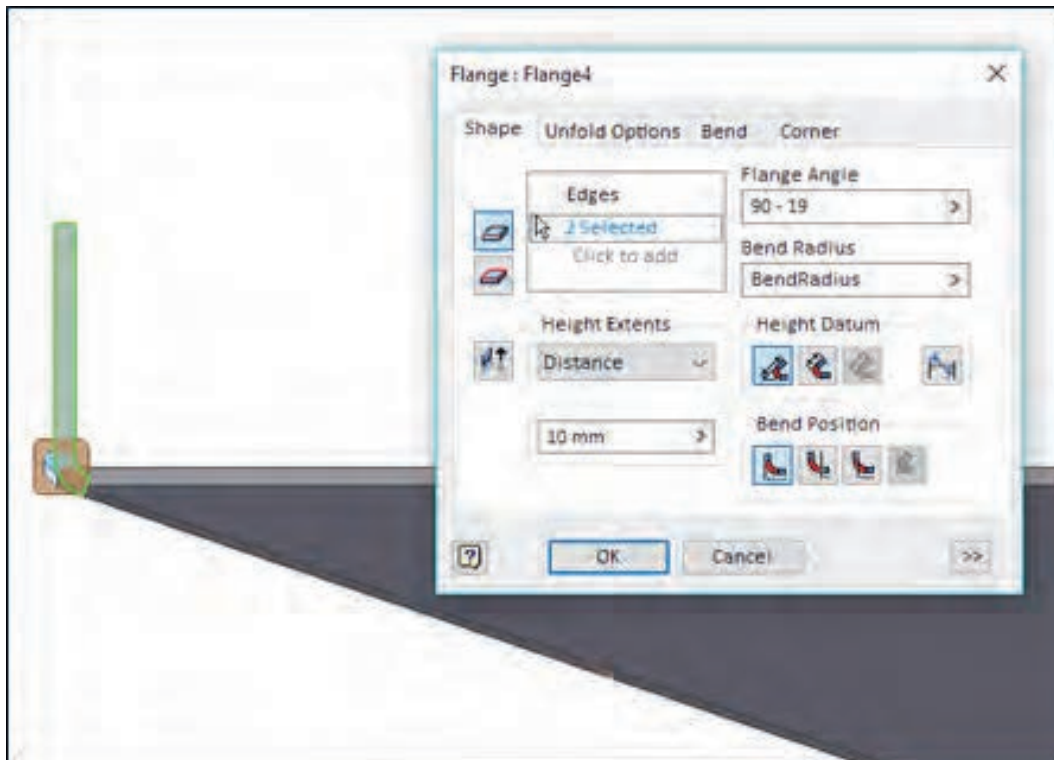 Flange : Flange4
Shape Unfold Options Bend Corner
Edges
2 Selected
Click to add
Flange Angle
90 - 19
Bend Radius
BendRadius
Height Extents
Distance
10 mm
Height Datum
Bend Position
OK Cancel >>